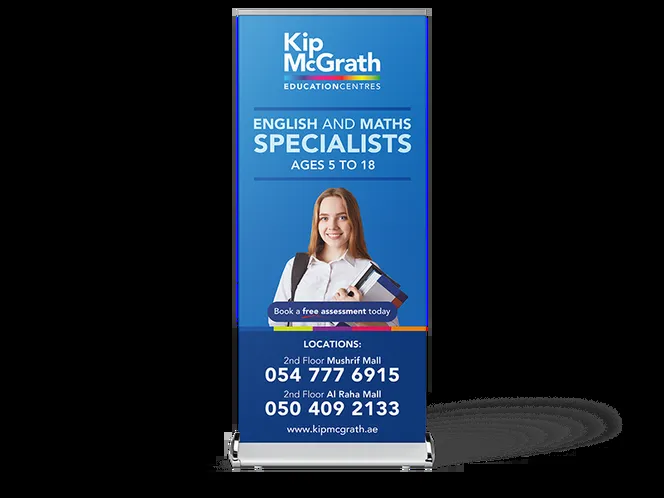 Kip
McGrath
EDUCATIONCENTRES
ENGLISH AND MATHS
SPECIALISTS
AGES 5 TO 18
Book a free assessment today
LOCATIONS:
2nd Floor Mushrif Mall
054 777 6915
2nd Floor Al Raha Mall
050 409 2133
www.kipmcgrath.ae